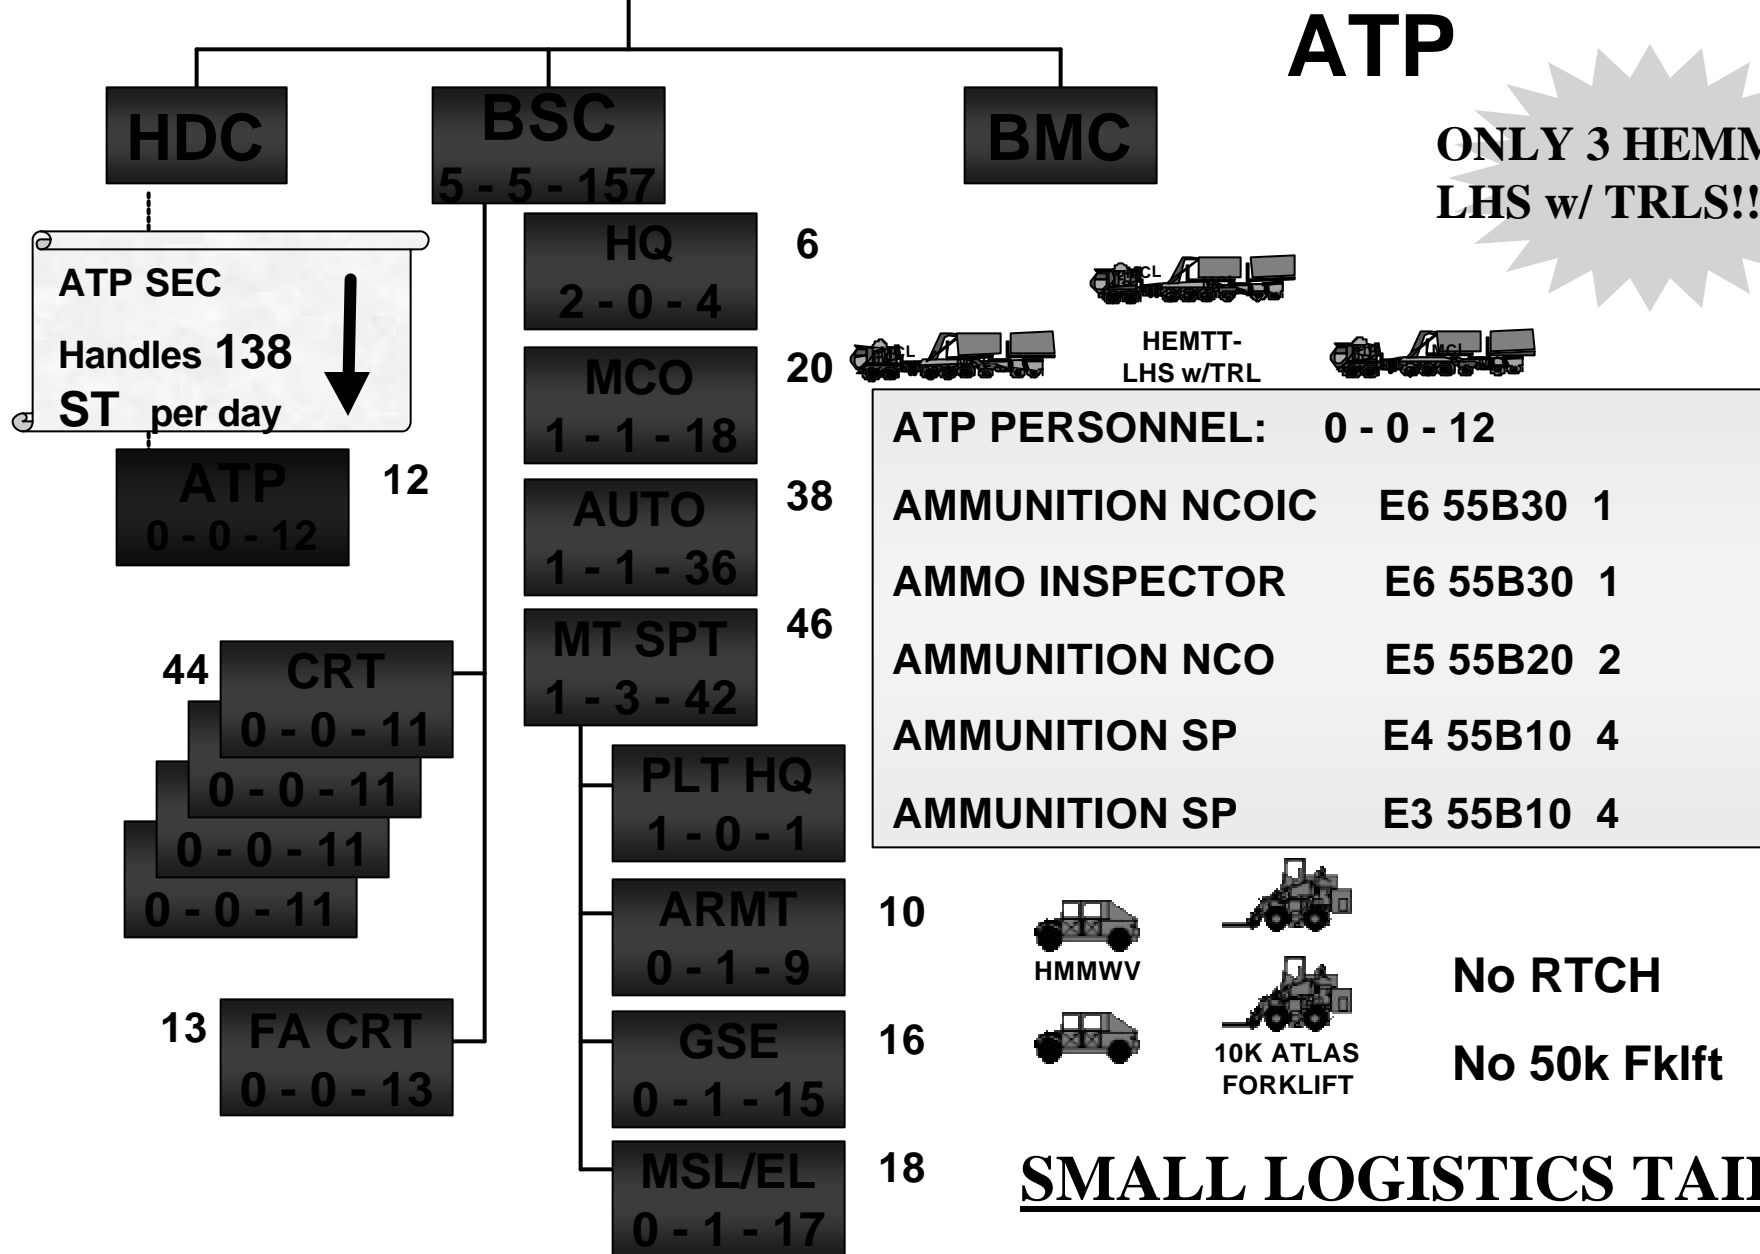 ATP
HDC
BSC
5 - 5 - 157
BMC
ONLY 3
LHS w/ TRLS!!
ATP SEC
Handles 138
ST per day
ATP
0 - 0 - 12
12
HQ
2 - 0 - 4
6
MCO
1 - 1 - 18
20
AUTO
1 - 1 - 36
38
MT SPT
1 - 3 - 42
46
44
CRT
0 - 0 - 11
0 - 0 - 11
0 - 0 - 11
0 - 0 - 11
13
FA CRT
0 - 0 - 13
PLT HQ
1 - 0 - 1
ARMT
0 - 1 - 9
10
GSE
0 - 1 - 15
16
MSL/EL
0 - 1 - 17
18
HEMTT-
LHS w/TRL
MCL
ATP PERSONNEL: 0 - 0 - 12
AMMUNITION NCOIC E6 55B30 1
AMMO INSPECTOR E6 55B30 1
AMMUNITION NCO E5 55B20 2
AMMUNITION SP E4 55B10 4
AMMUNITION SP E3 55B10 4
HMMWV
10K ATLAS
FORKLIFT
No RTCH
No 50k Fklft
SMALL LOGISTICS